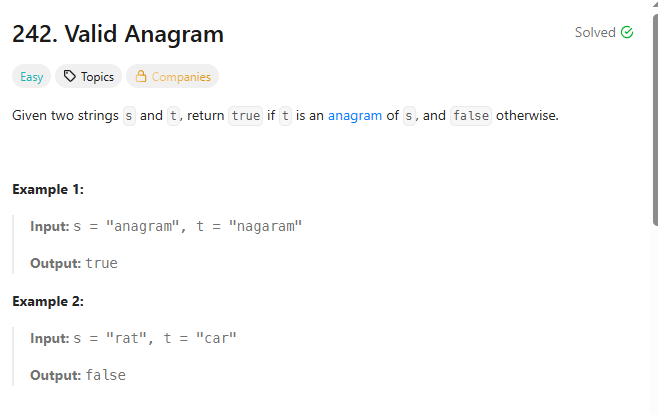 242. Valid Anagram
Solved
Easy
Topics
Companies
Given two strings s and t, return true if t is an anagram of s, and false otherwise.
Example 1:
Input: s = "anagram", t = "nagaram"
Output: true
Example 2:
Input: s = "rat", t = "car"
Output: false